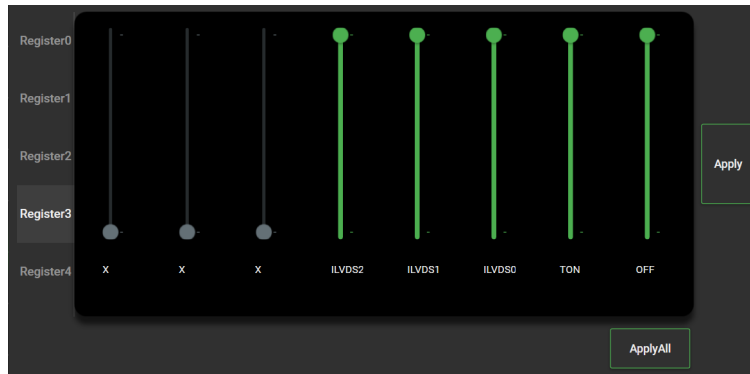 Register0
Register1
Register2
Register3
Register4
X X X ILVDS2 ILVDS1 ILVDS0 TON OFF
Apply
ApplyAll